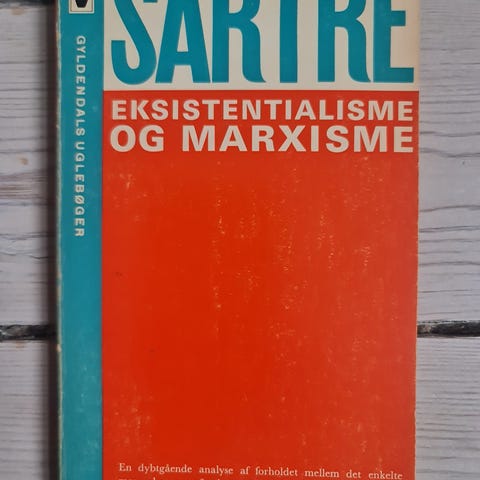 SARTRE
EKSISTENTIALISME
OG MARXISME
GYLDENDALS UGLEBØGER
En dybtgående analyse af forholdet mellem det enkelte